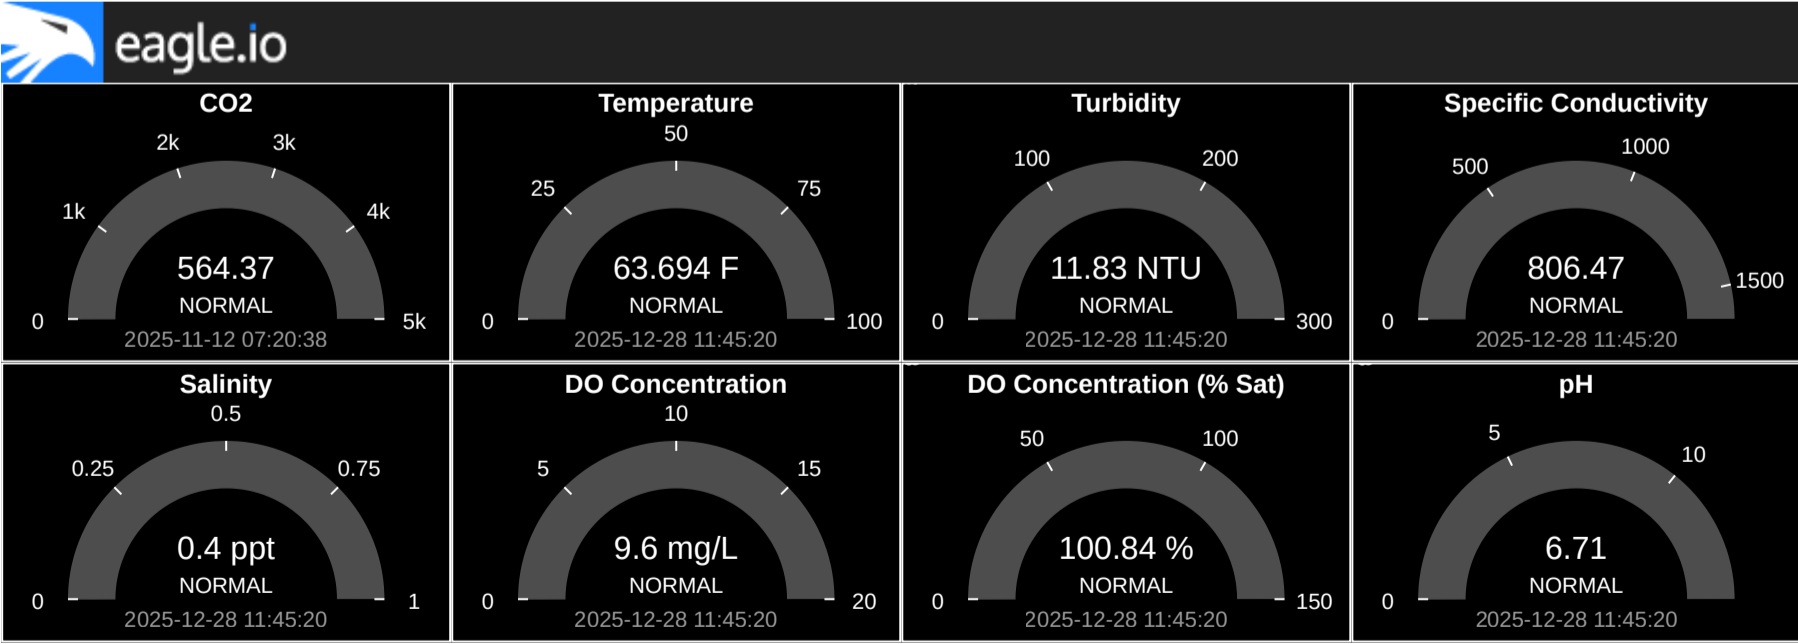 eagle.io
CO2
2k
3k
1k
4k
564.37
NORMAL
0
5k
2025-11-12 07:20:38
Temperature
50
25
75
63.694 F
NORMAL
0
100
2025-12-28 11:45:20
Turbidity
100
200
11.83 NTU
NORMAL
0
300
2025-12-28 11:45:20
Specific Conductivity
1000
500
806.47
1500
NORMAL
0
2025-12-28 11:45:20
Salinity
0.5
0.25
0.75
0.4 ppt
NORMAL
0
1
2025-12-28 11:45:20
DO Concentration
10
5
15
9.6 mg/L
NORMAL
0
20
2025-12-28 11:45:20
DO Concentration (% Sat)
50
100
100.84 %
NORMAL
0
150
2025-12-28 11:45:20
pH
5
10
6.71
NORMAL
0
2025-12-28 11:45:20